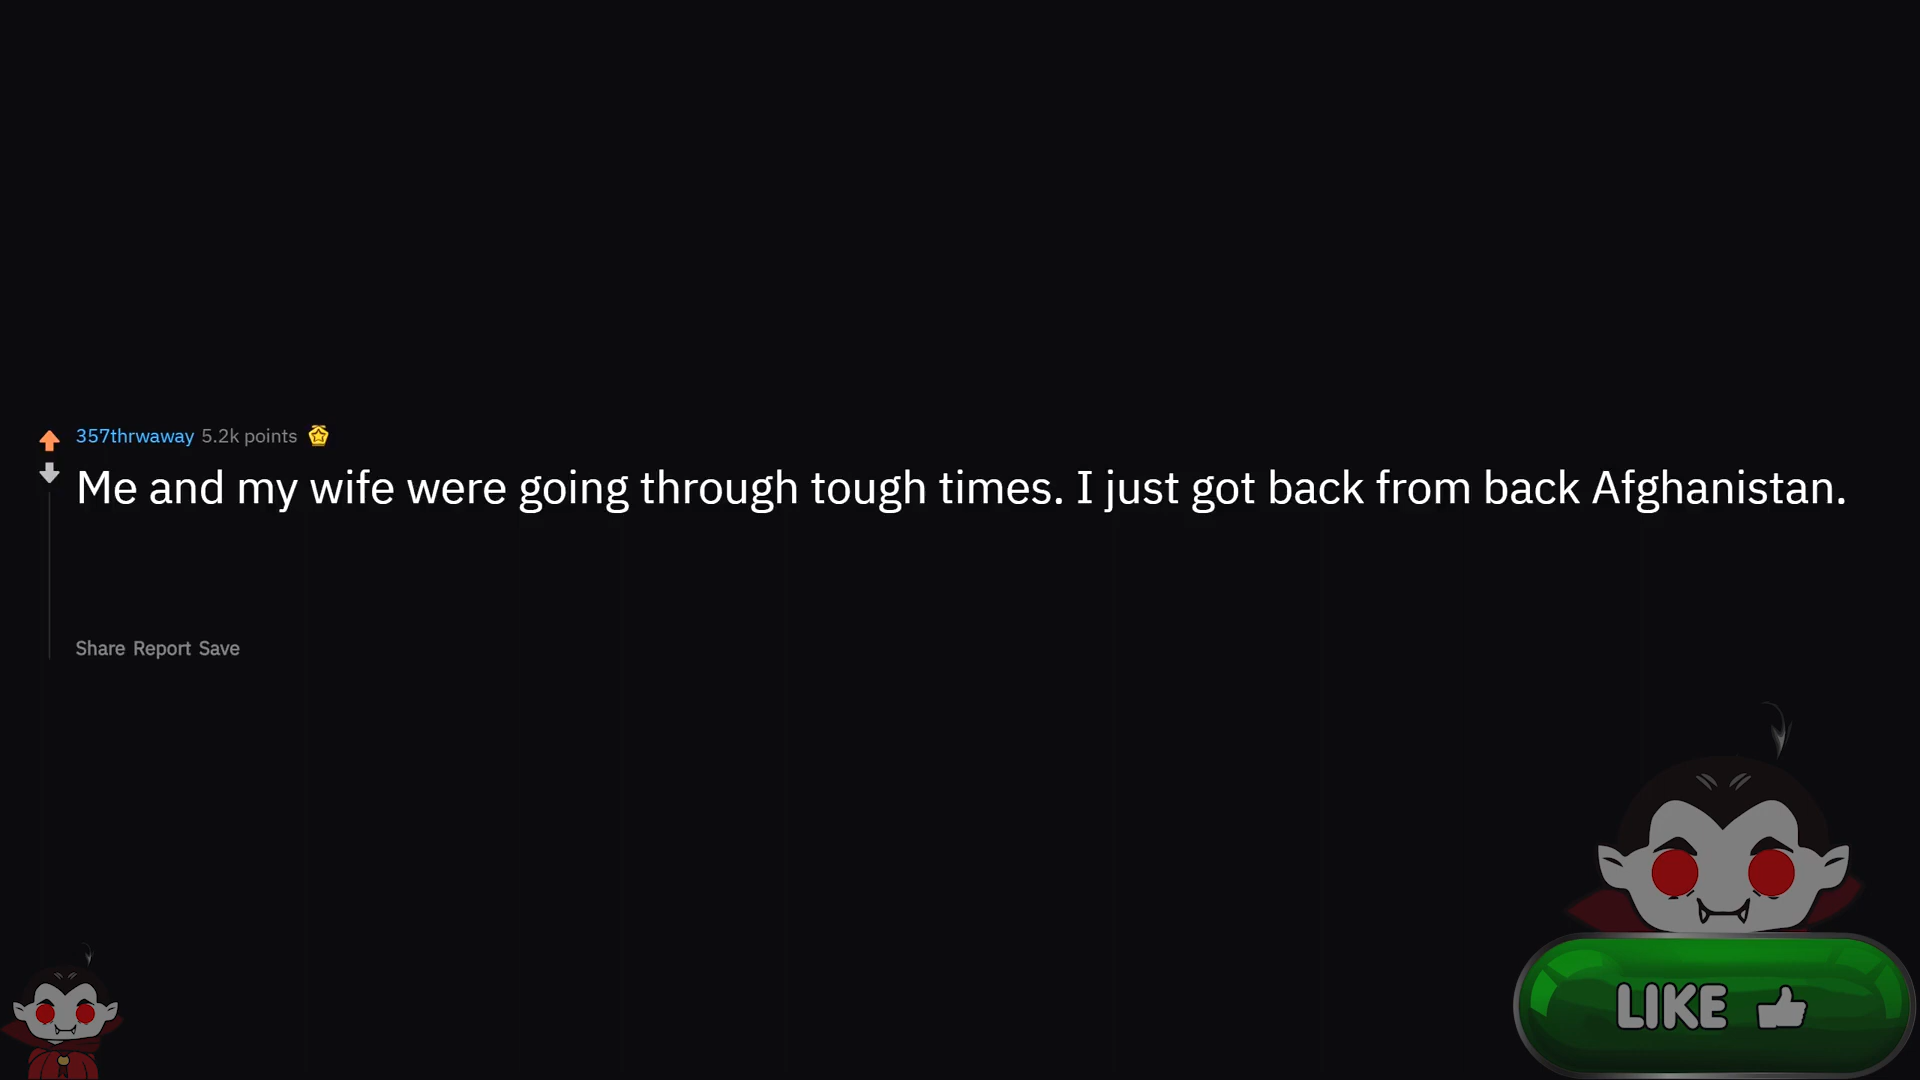 357thrwaway 5.2k points
Me and my wife were going through tough times. I just got back from back Afghanistan.
Share Report Save
LIKE